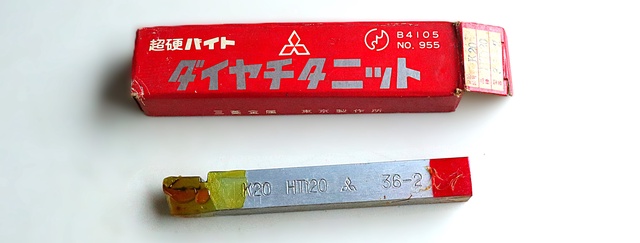 超硬バイト
B4105
NO. 955
ダイヤチタニット
三菱金属 東京製作所
K20
K20 HTi20 36-2